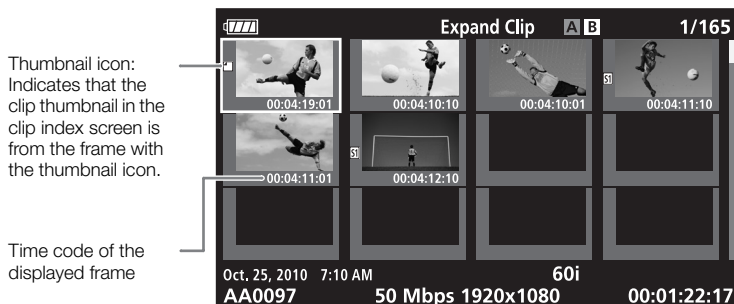 Expand Clip A B 1/165
Thumbnail icon:
Indicates that the
clip thumbnail in the
clip index screen is
from the frame with
the thumbnail icon.
00:04:19:01 00:04:10:10 00:04:10:01 S1 00:04:11:10
00:04:11:01 S1 00:04:12:10
Time code of the
displayed frame
Oct. 25, 2010 7:10 AM 60i
AA0097 50 Mbps 1920x1080 00:01:22:17